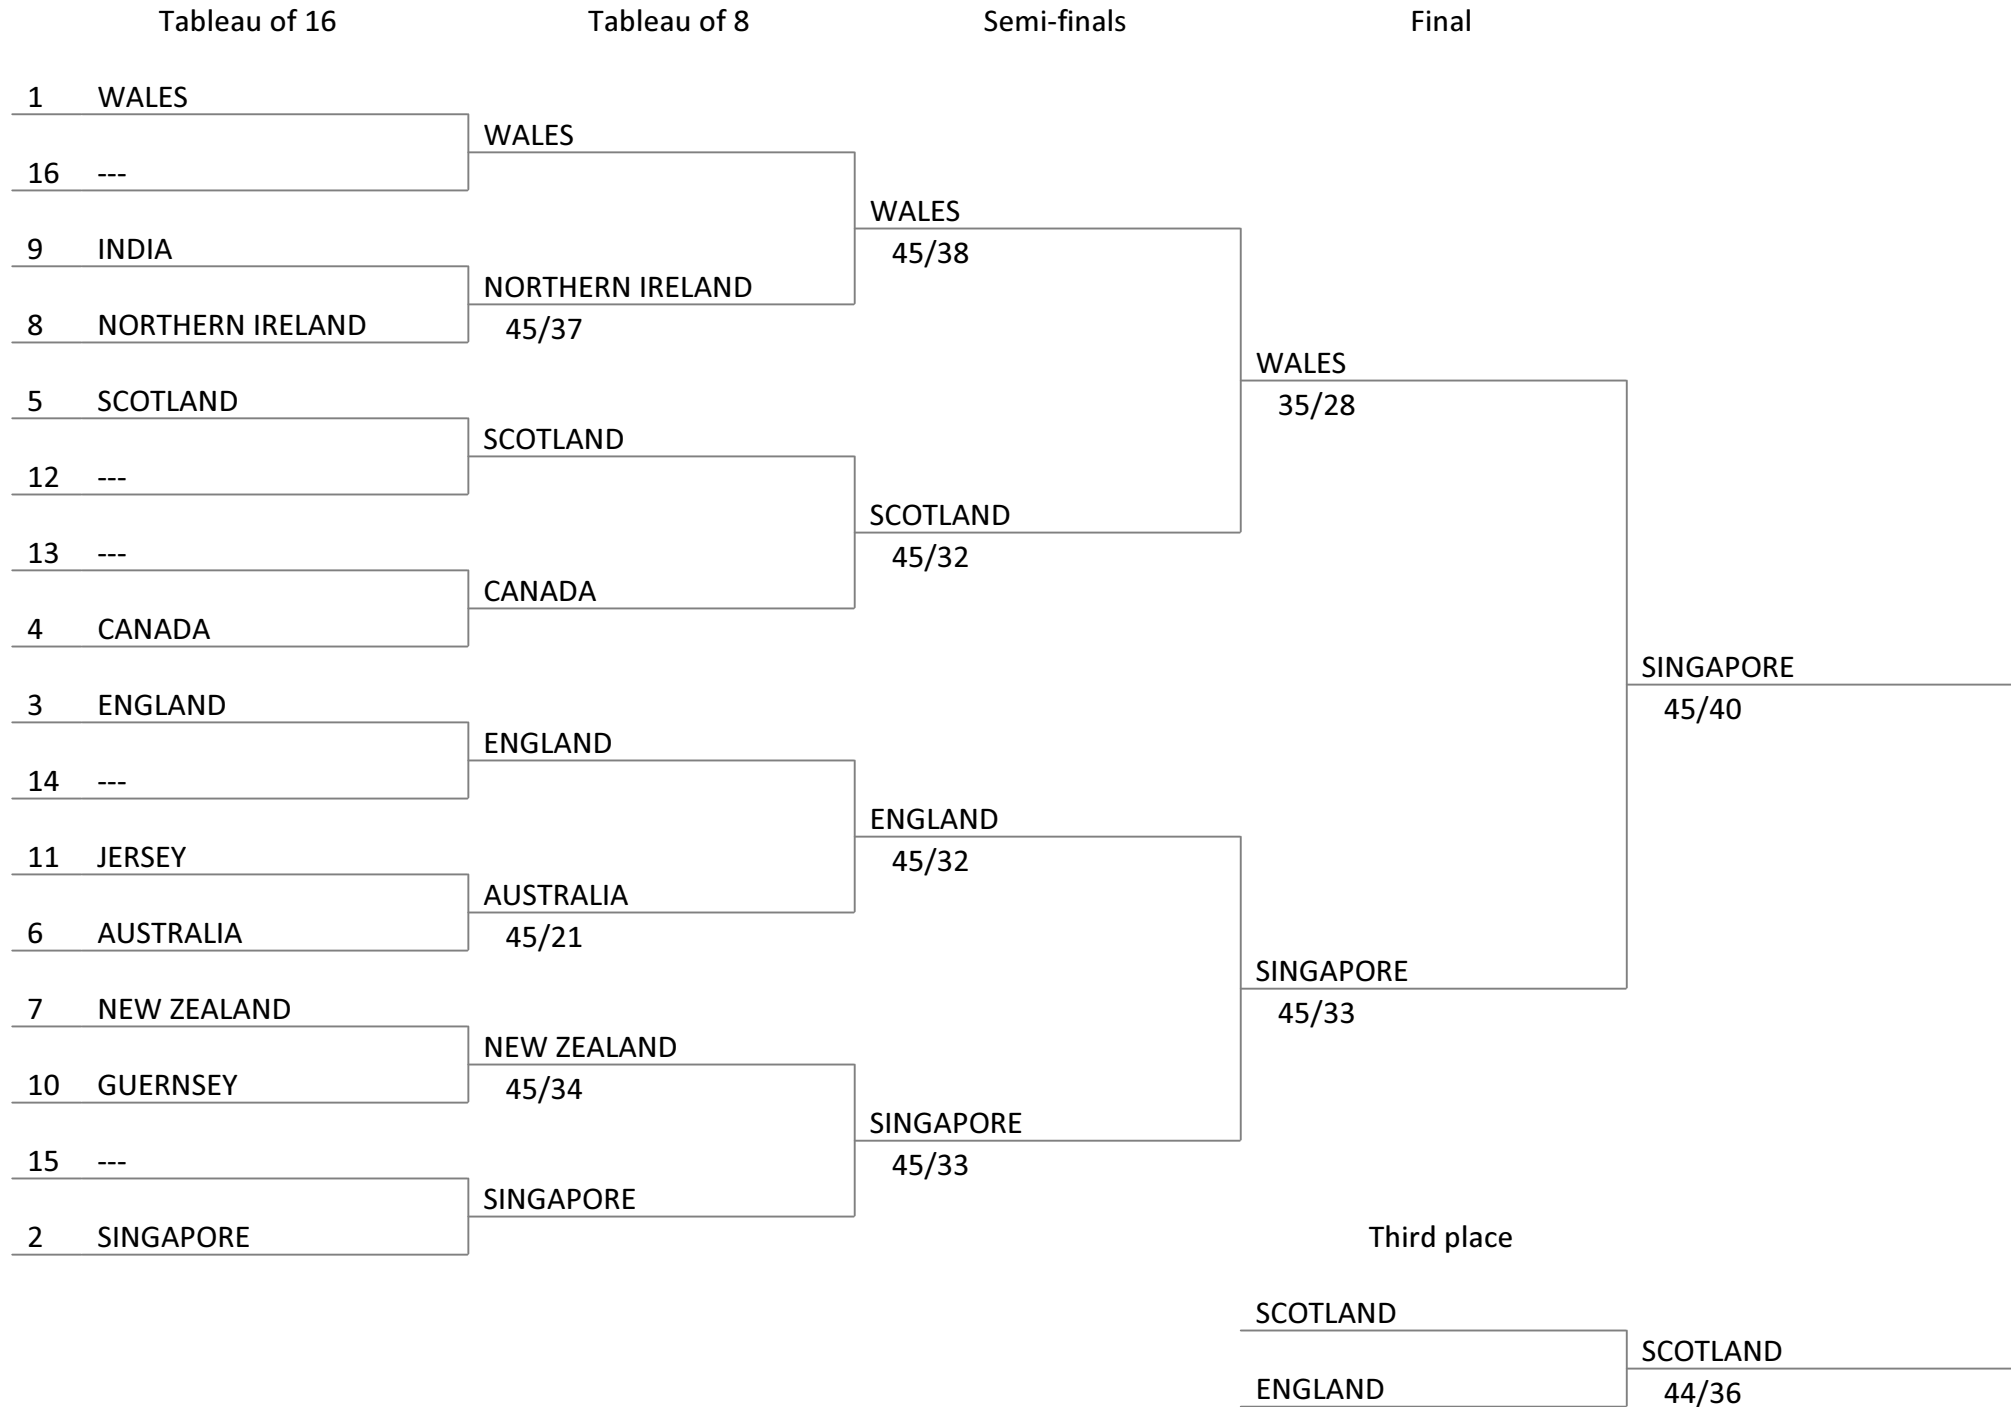 Tableau of 16 Tableau of 8 Semi-finals Final
1 WALES
WALES
16 ---
WALES
45/38
9 INDIA
NORTHERN IRELAND
45/37
8 NORTHERN IRELAND
WALES
35/28
5 SCOTLAND
SCOTLAND
12 ---
SCOTLAND
45/32
13 ---
CANADA
4 CANADA
SINGAPORE
45/40
3 ENGLAND
ENGLAND
14 ---
ENGLAND
45/32
11 JERSEY
AUSTRALIA
45/21
6 AUSTRALIA
SINGAPORE
45/33
7 NEW ZEALAND
NEW ZEALAND
45/34
10 GUERNSEY
SINGAPORE
45/33
15 ---
SINGAPORE
2 SINGAPORE
Third place
SCOTLAND
SCOTLAND
44/36
ENGLAND